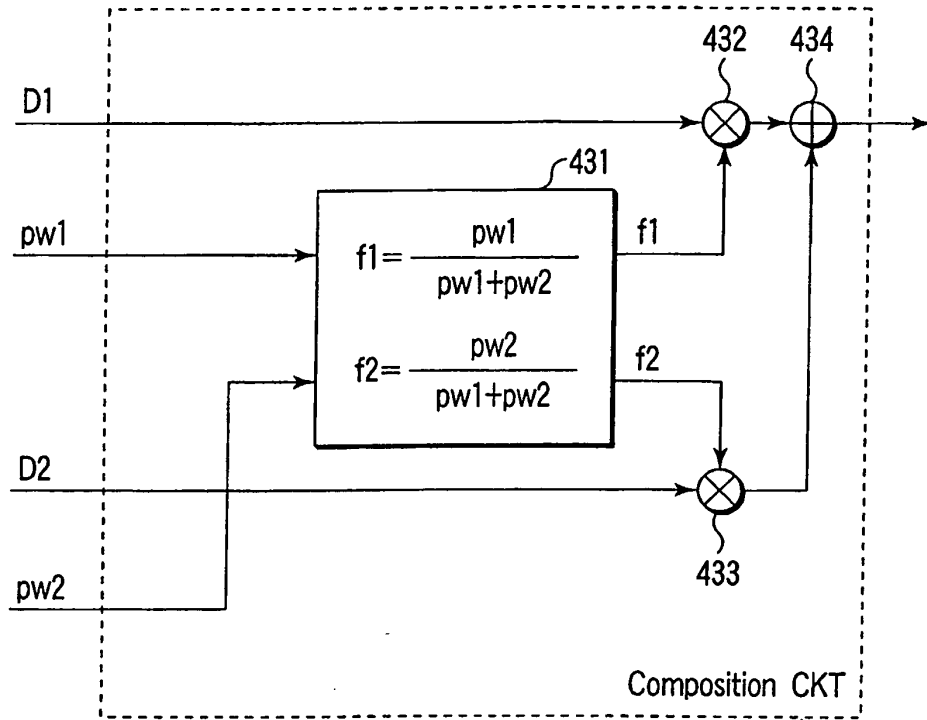 432
434
D1
431
pw1
f1= pw1 / pw1+pw2
f1
f2= pw2 / pw1+pw2
f2
D2
433
pw2
Composition CKT